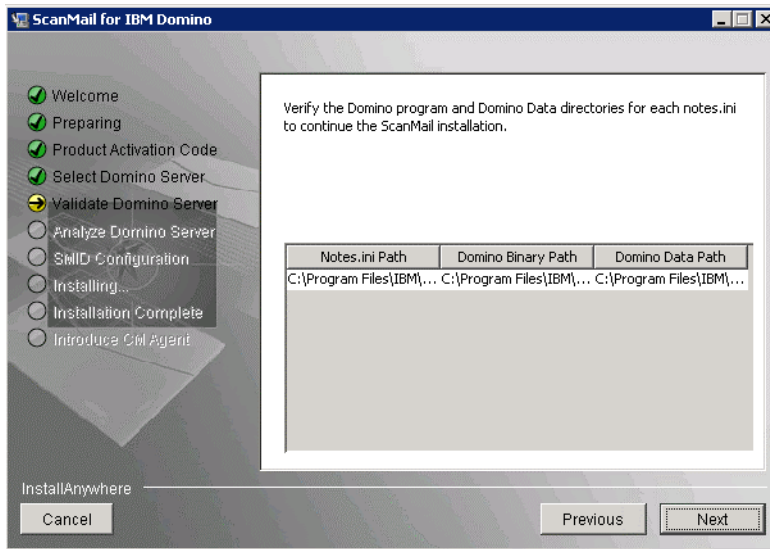 ScanMail for IBM Domino
Welcome
Preparing
Product Activation Code
Select Domino Server
Validate Domino Server
Analyze Domino Server
SMID Configuration
Installing...
Installation Complete
Introduce CM Agent
Verify the Domino program and Domino Data directories for each notes.ini
to continue the ScanMail installation.
Notes.ini Path Domino Binary Path Domino Data Path
C:\Program Files\IBM\... C:\Program Files\IBM\... C:\Program Files\IBM\...
InstallAnywhere
Cancel Previous Next